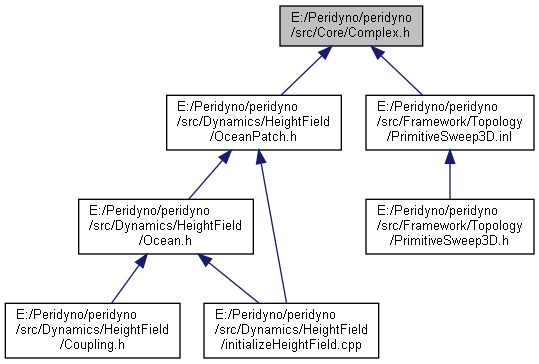 E:/Peridyno/peridyno
/src/Core/Complex.h
E:/Peridyno/peridyno
/src/Dynamics/HeightField
/OceanPatch.h
E:/Peridyno/peridyno
/src/Framework/Topology
/PrimitiveSweep3D.inl
E:/Peridyno/peridyno
/src/Dynamics/HeightField
/Ocean.h
E:/Peridyno/peridyno
/src/Framework/Topology
/PrimitiveSweep3D.h
E:/Peridyno/peridyno
/src/Dynamics/HeightField
/Coupling.h
E:/Peridyno/peridyno
/src/Dynamics/HeightField
/initializeHeightField.cpp